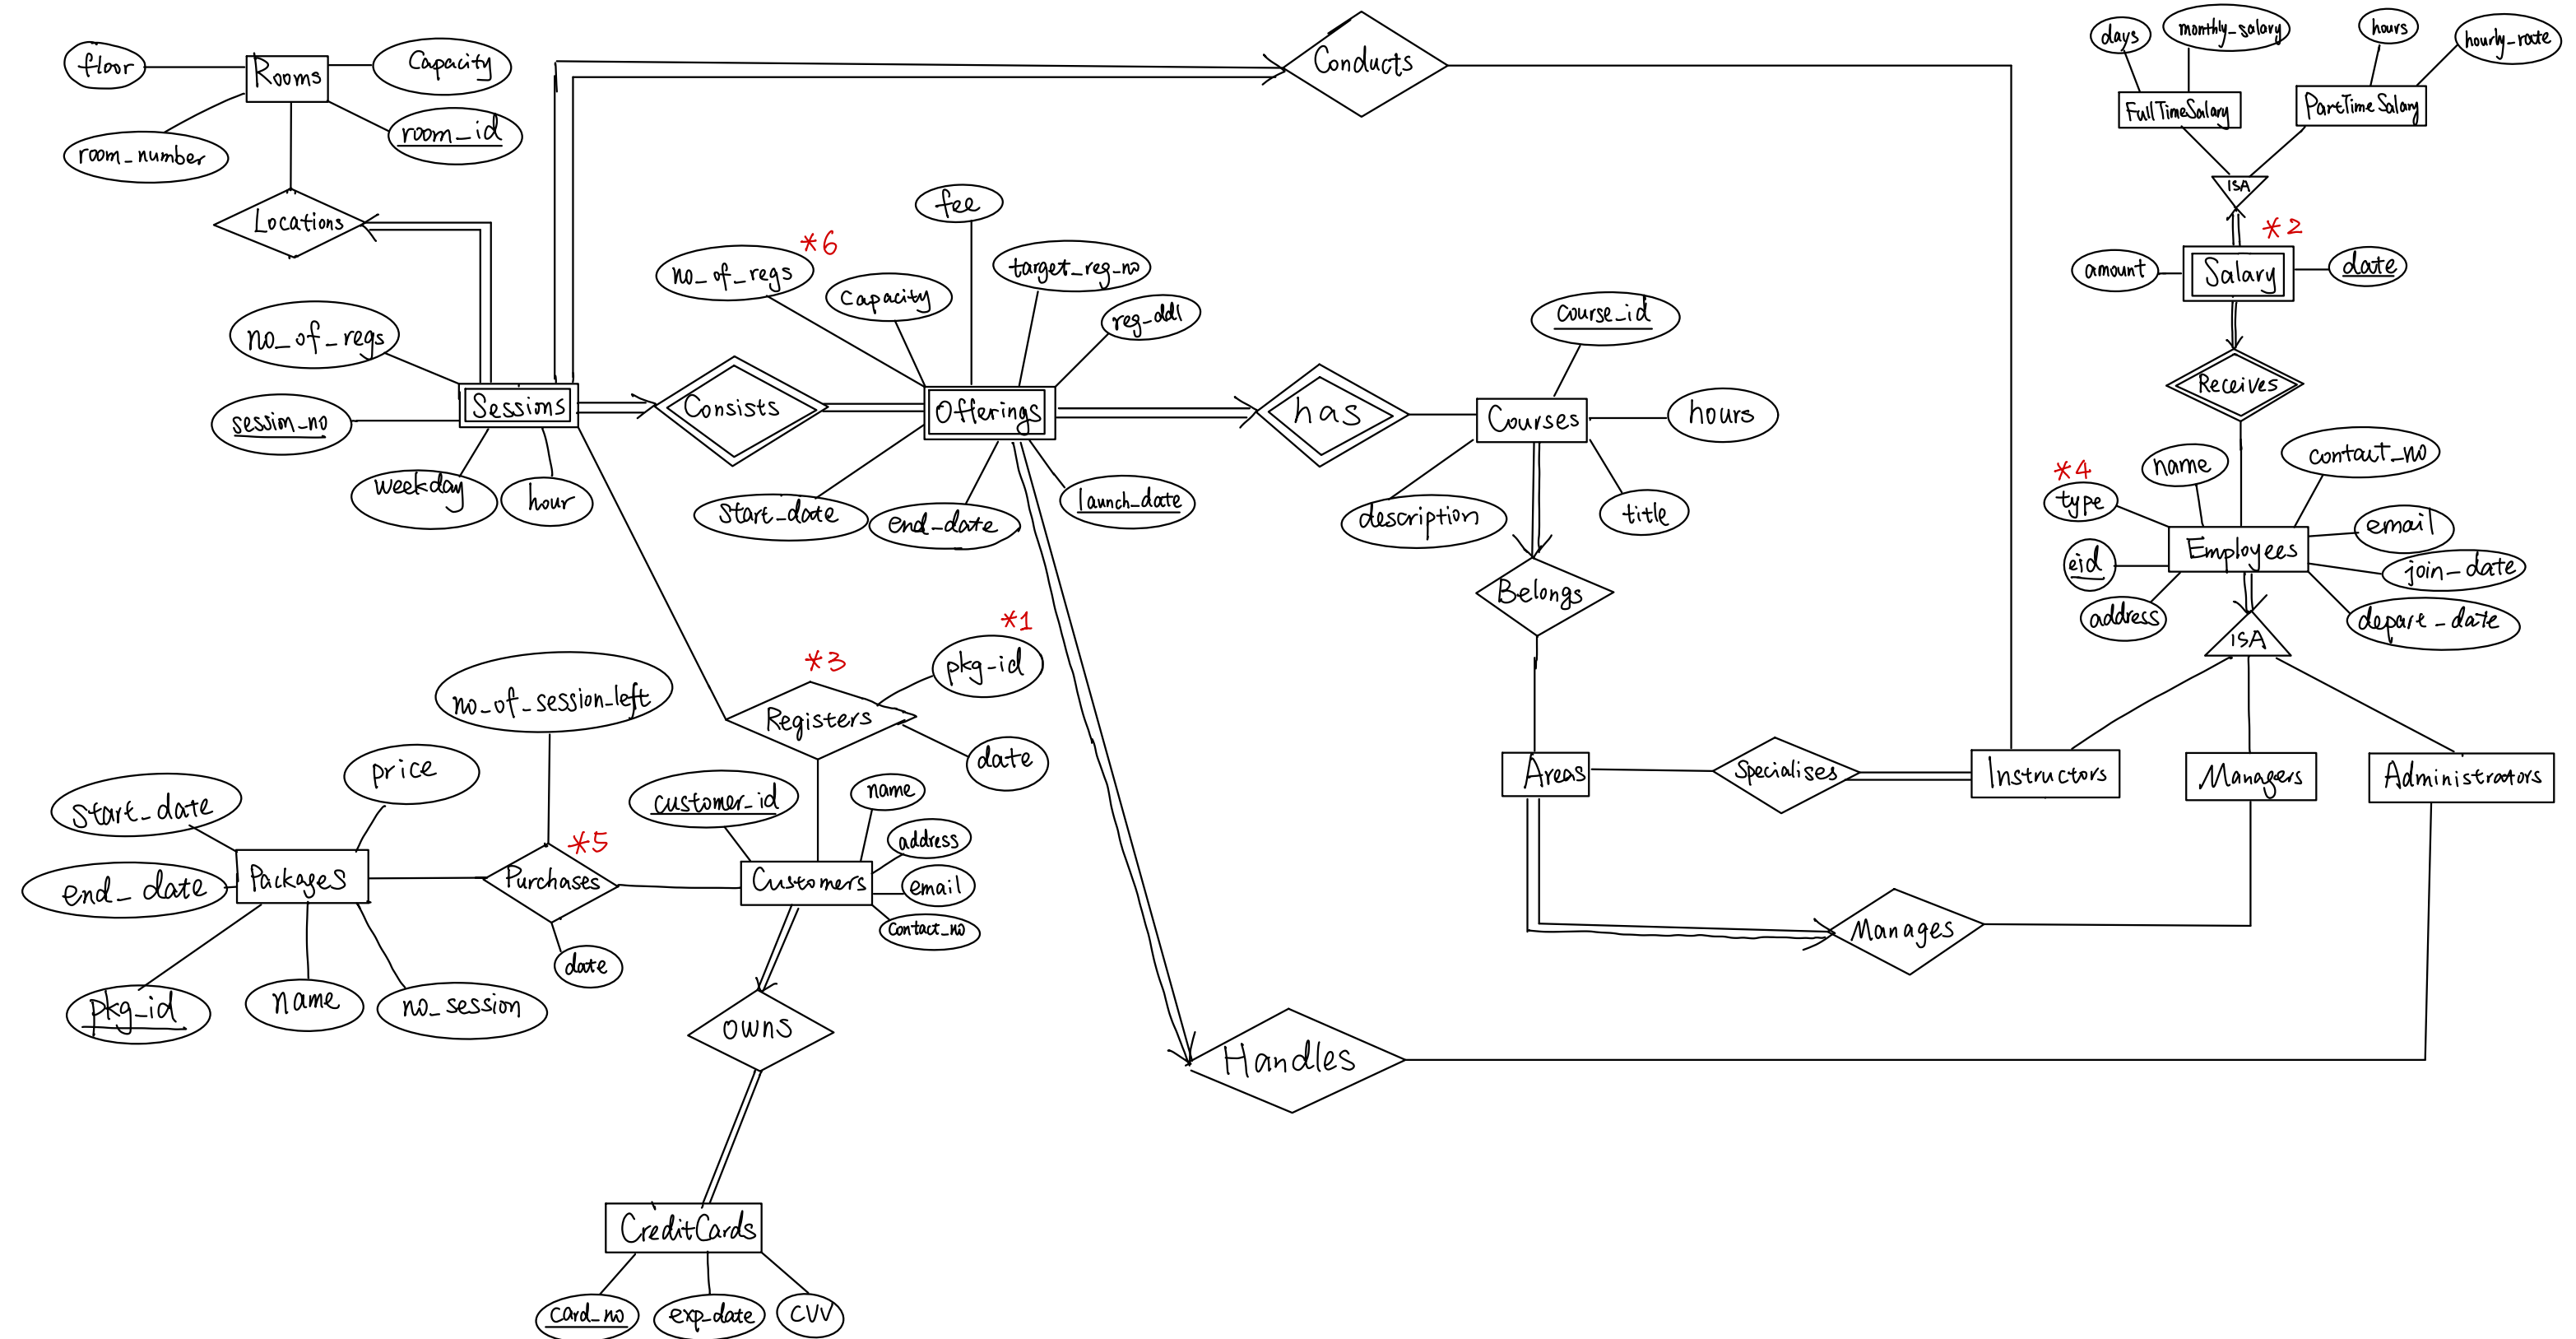 floor
Rooms
Capacity
room_number
room_id
Locations
Conducts
days
monthly_salary
hours
hourly_rate
FullTimeSalary
PartTimeSalary
ISA
*2
amount
Salary
date
Receives
no_of_regs
session_no
Sessions
weekday
hour
Consists
*6
no_of_regs
Capacity
fee
target_reg_no
reg_ddl
Offerings
start_date
end_date
launch_date
has
course_id
Courses
hours
description
title
Belongs
*4
type
name
contact_no
email
eid
Employees
join_date
address
depart_date
ISA
*1
pkg_id
*3
Registers
date
no_of_session_left
price
start_date
end_date
Packages
*5
Purchases
date
pkg_id
name
no_session
customer_id
name
address
Customers
email
contact_no
owns
CreditCards
card_no
exp_date
CVV
Areas
Specialises
Instructors
Managers
Administrators
Manages
Handles